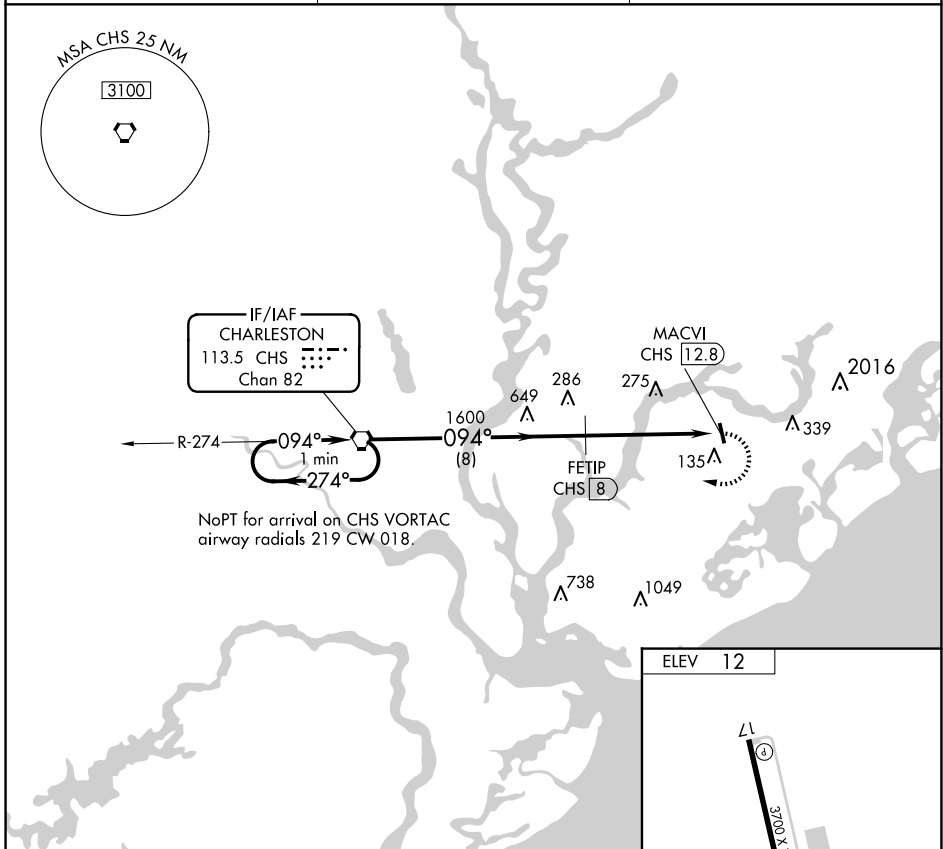 MSA CHS 25 NM
3100
IF/IAF
CHARLESTON
113.5 CHS
Chan 82
MACVI
CHS 12.8
2016
649
286
275
339
R-274
094°
1 min
274°
1600
094°
(8)
135
FETIP
CHS 8
NoPT for arrival on CHS VORTAC
airway radials 219 CW 018.
738
1049
ELEV 12
17
P
3700 X